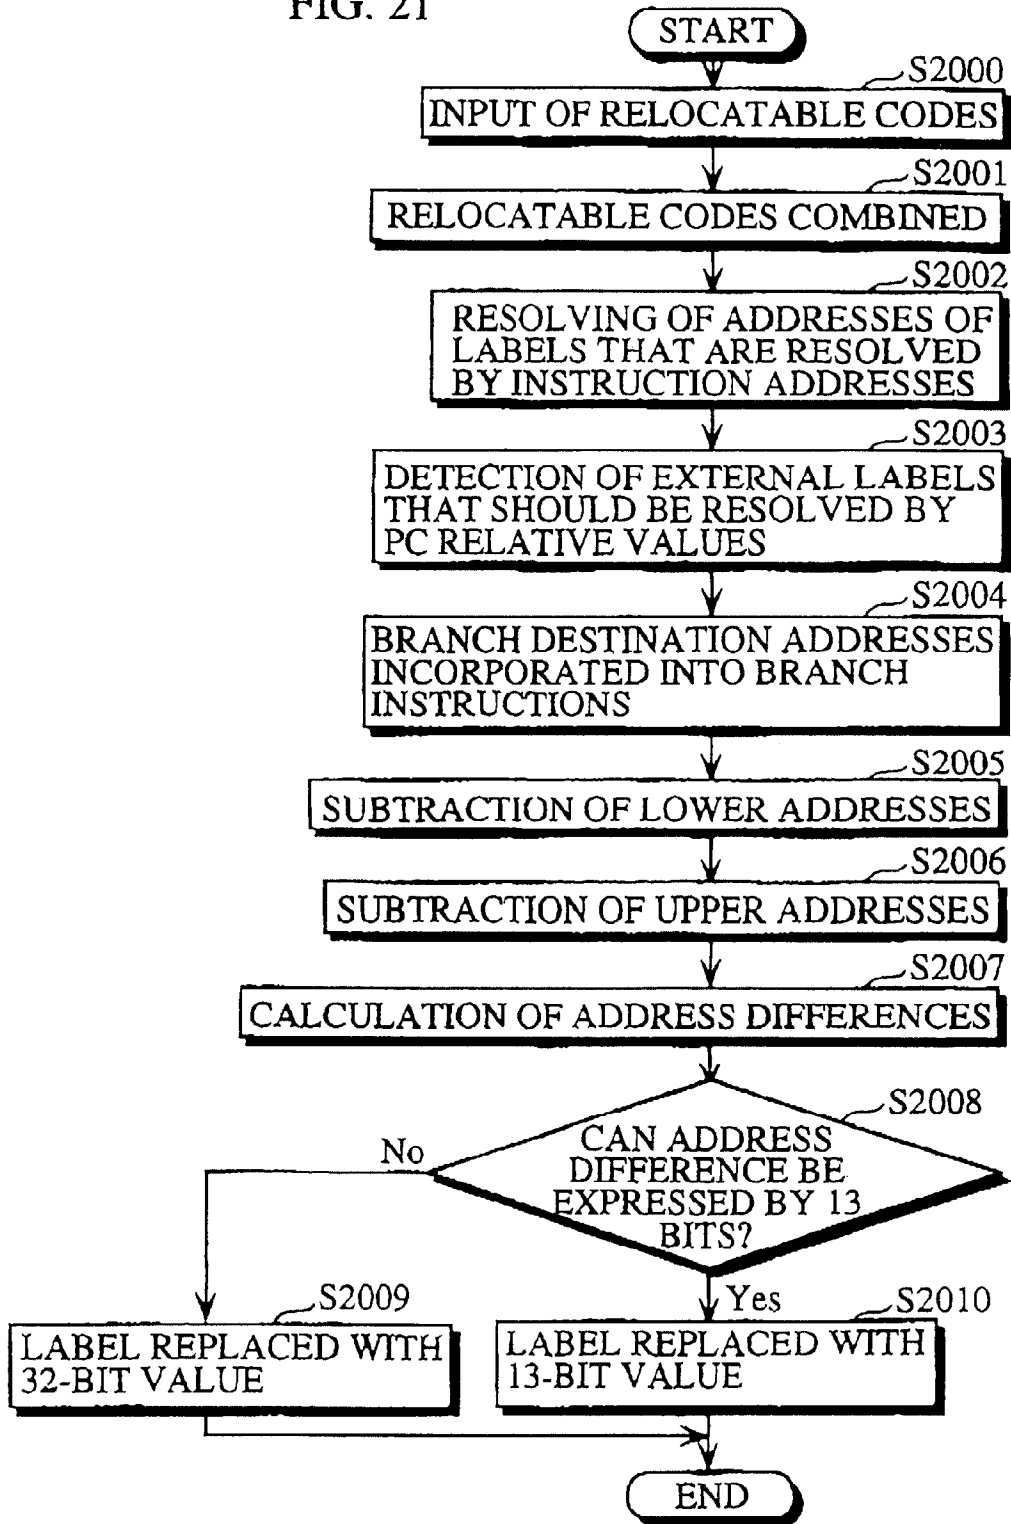 FIG. 21
START
S2000
INPUT OF RELOCATABLE CODES
S2001
RELOCATABLE CODES COMBINED
S2002
RESOLVING OF ADDRESSES OF
LABELS THAT ARE RESOLVED
BY INSTRUCTION ADDRESSES
S2003
DETECTION OF EXTERNAL LABELS
THAT SHOULD BE RESOLVED BY
PC RELATIVE VALUES
S2004
BRANCH DESTINATION ADDRESSES
INCORPORATED INTO BRANCH
INSTRUCTIONS
S2005
SUBTRACTION OF LOWER ADDRESSES
S2006
SUBTRACTION OF UPPER ADDRESSES
S2007
CALCULATION OF ADDRESS DIFFERENCES
S2008
CAN ADDRESS
DIFFERENCE BE
EXPRESSED BY 13
BITS?
No
Yes
S2009
LABEL REPLACED WITH
32-BIT VALUE
S2010
LABEL REPLACED WITH
13-BIT VALUE
END